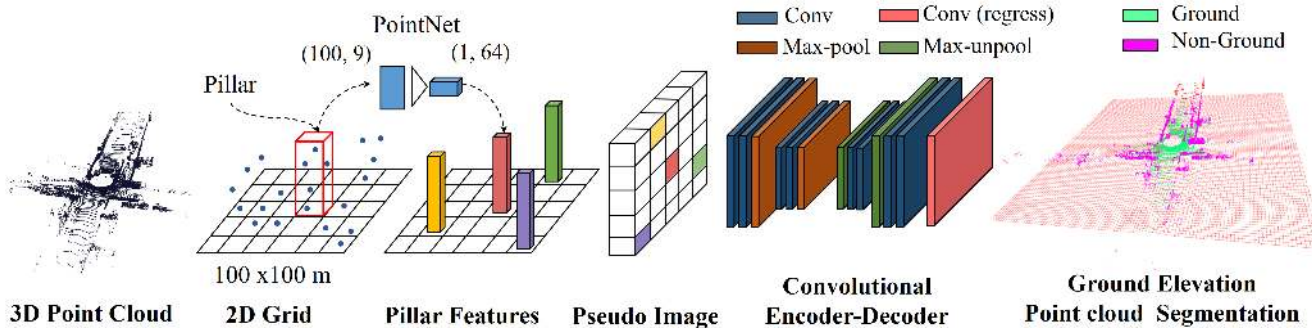 PointNet
(100, 9)
(1, 64)
Pillar
Conv
Conv (regress)
Max-pool
Max-unpool
Ground
Non-Ground
100 x100 m
3D Point Cloud
2D Grid
Pillar Features
Pseudo Image
Convolutional
Encoder-Decoder
Ground Elevation
Point cloud Segmentation